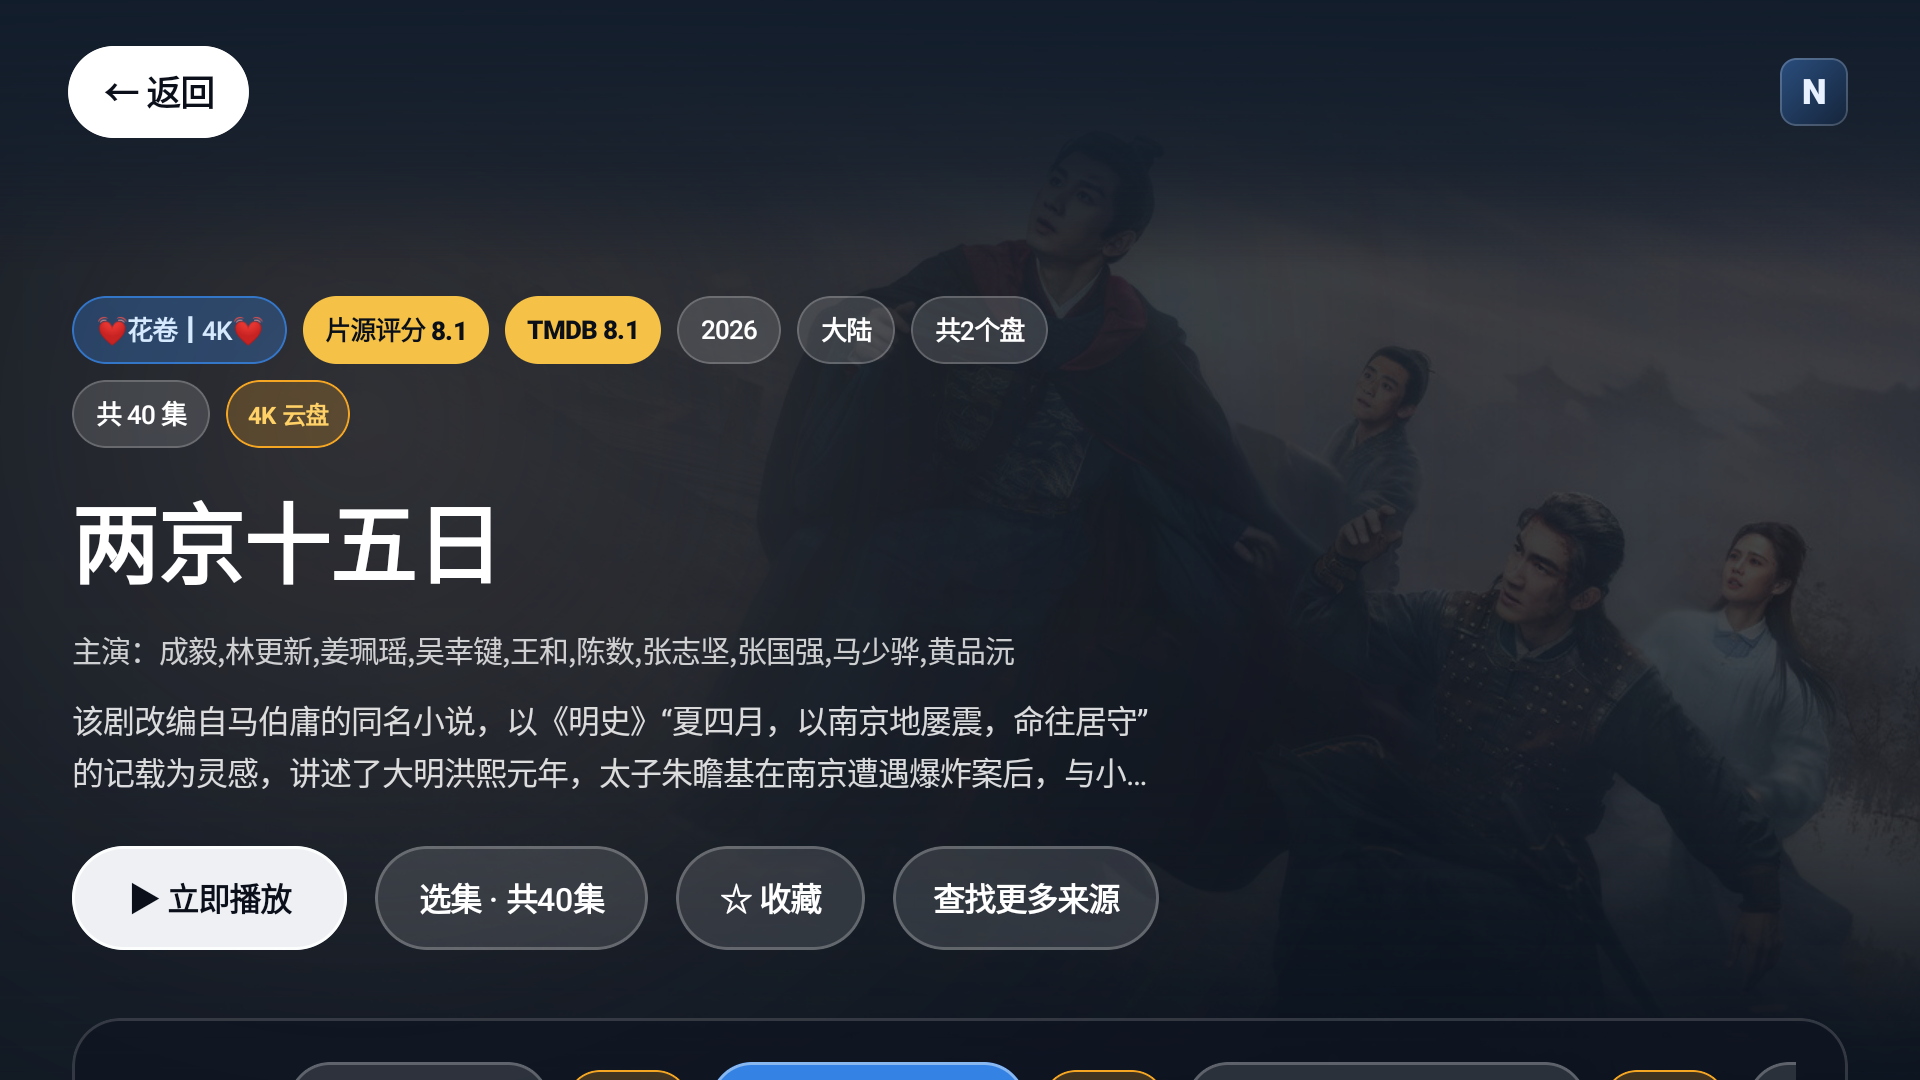 ← 返回
N
💓花卷┃4K💓 片源评分 8.1 TMDB 8.1 2026 大陆 共2个盘
共 40 集 4K 云盘
两京十五日
主演：成毅,林更新,姜珮瑶,吴幸键,王和,陈数,张志坚,张国强,马少骅,黄品沅
该剧改编自马伯庸的同名小说，以《明史》“夏四月，以南京地屡震，命往居守”
的记载为灵感，讲述了大明洪熙元年，太子朱瞻基在南京遭遇爆炸案后，与小...
▶ 立即播放 选集 · 共40集 ☆ 收藏 查找更多来源